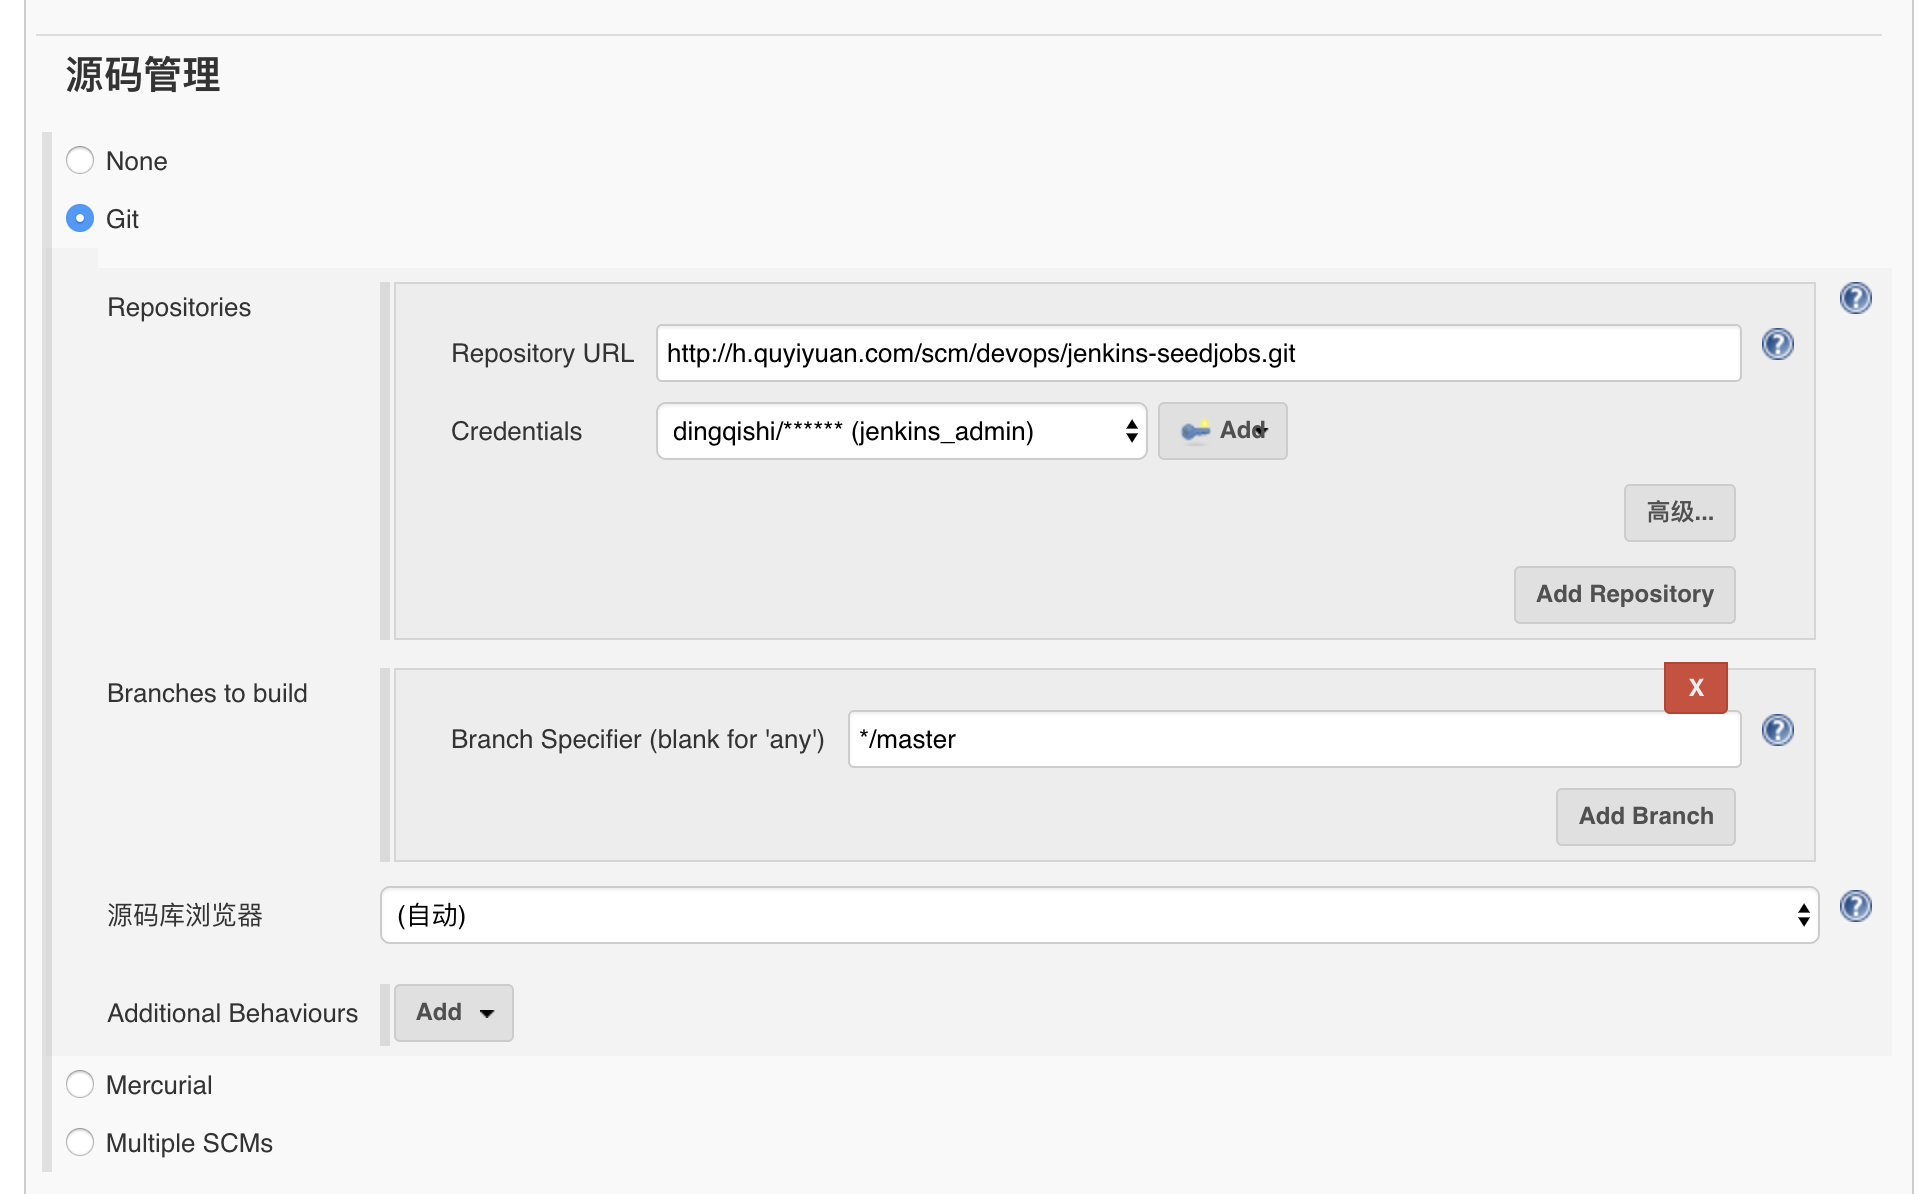 源码管理
None
Git
Repositories
Repository URL http://h.quyiyuan.com/scm/devops/jenkins-seedjobs.git
Credentials dingqishi/****** (jenkins_admin) Add
高级...
Add Repository
Branches to build
X
Branch Specifier (blank for 'any') */master
Add Branch
源码库浏览器 (自动)
Additional Behaviours Add
Mercurial
Multiple SCMs